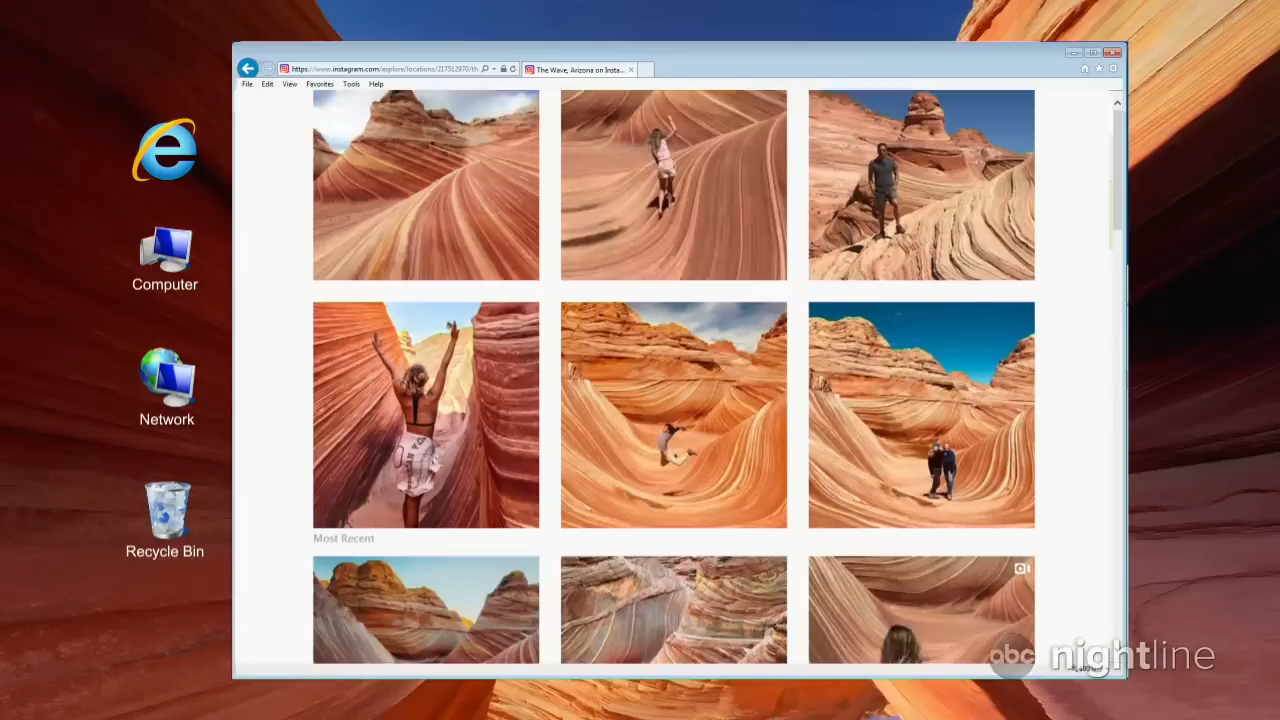 https://www.instagram.com/explore/locations/217512970/th
The Wave, Arizona on Insta...
File Edit View Favorites Tools Help
Computer
Network
Recycle Bin
Most Recent
abc nightline